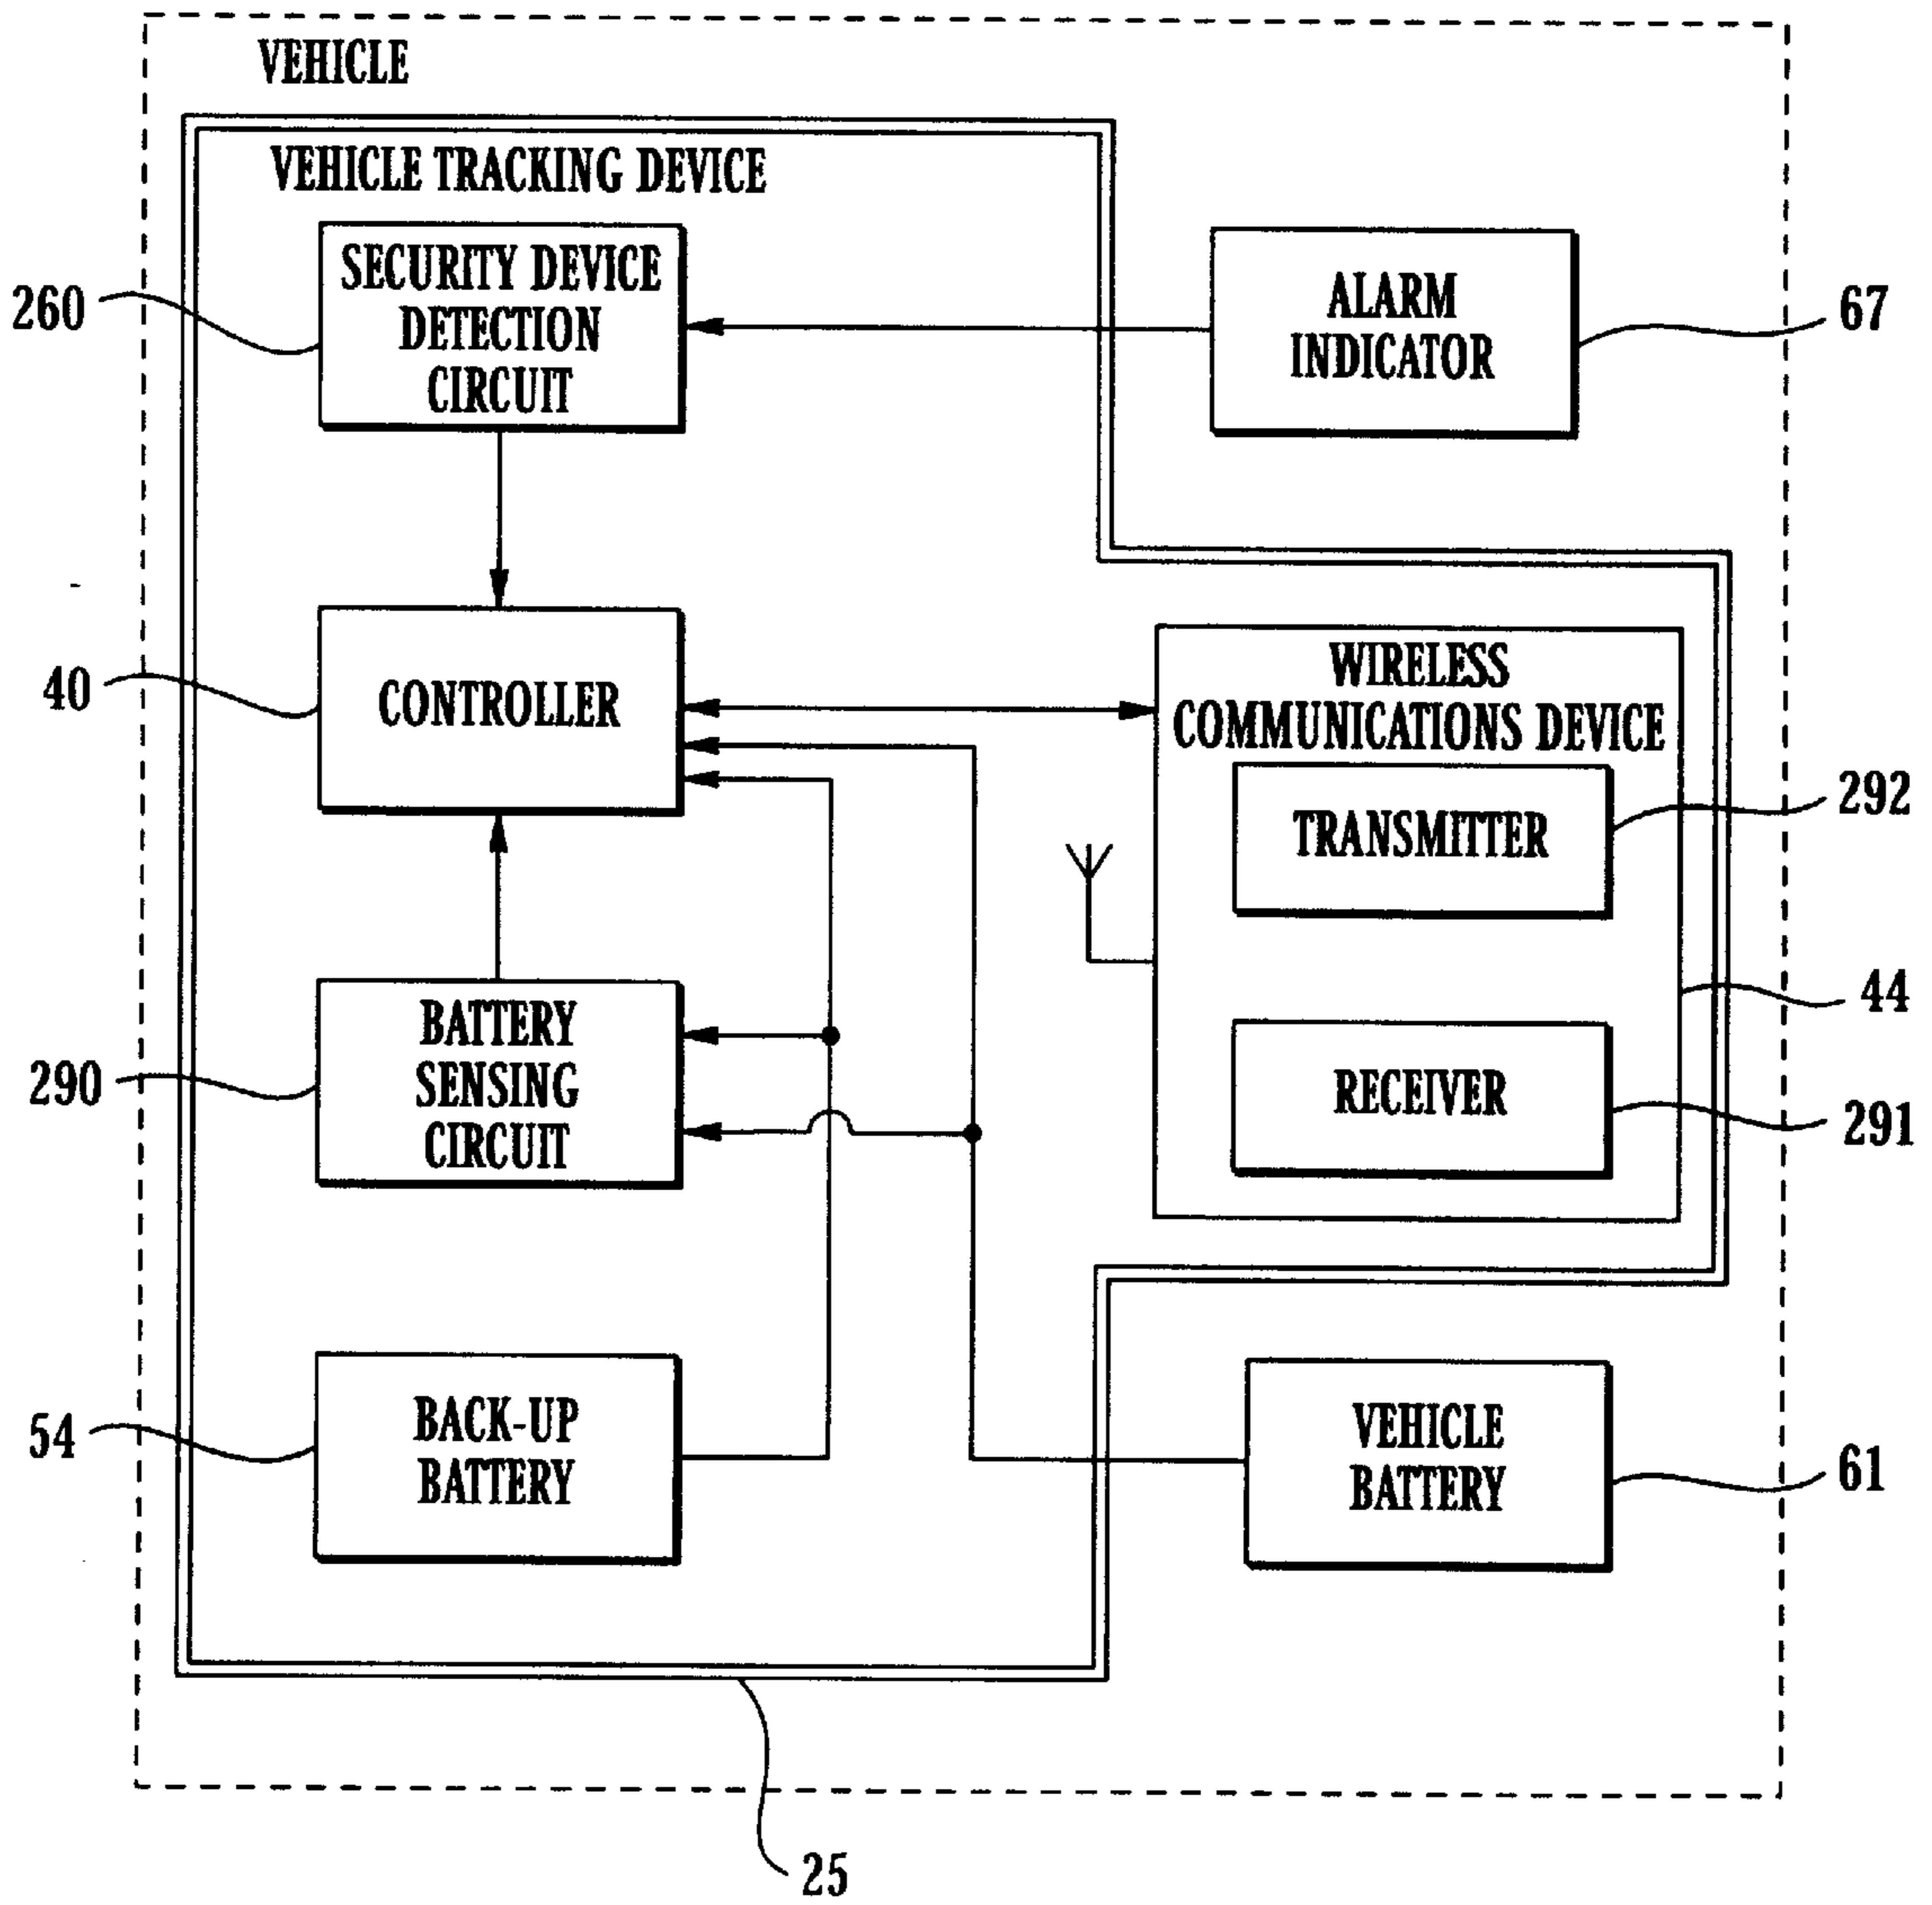 VEHICLE
VEHICLE TRACKING DEVICE
SECURITY DEVICE
DETECTION
CIRCUIT
260
ALARM
INDICATOR
67
CONTROLLER
40
WIRELESS
COMMUNICATIONS DEVICE
TRANSMITTER
292
44
RECEIVER
291
BATTERY
SENSING
CIRCUIT
290
BACK-UP
BATTERY
54
VEHICLE
BATTERY
61
25